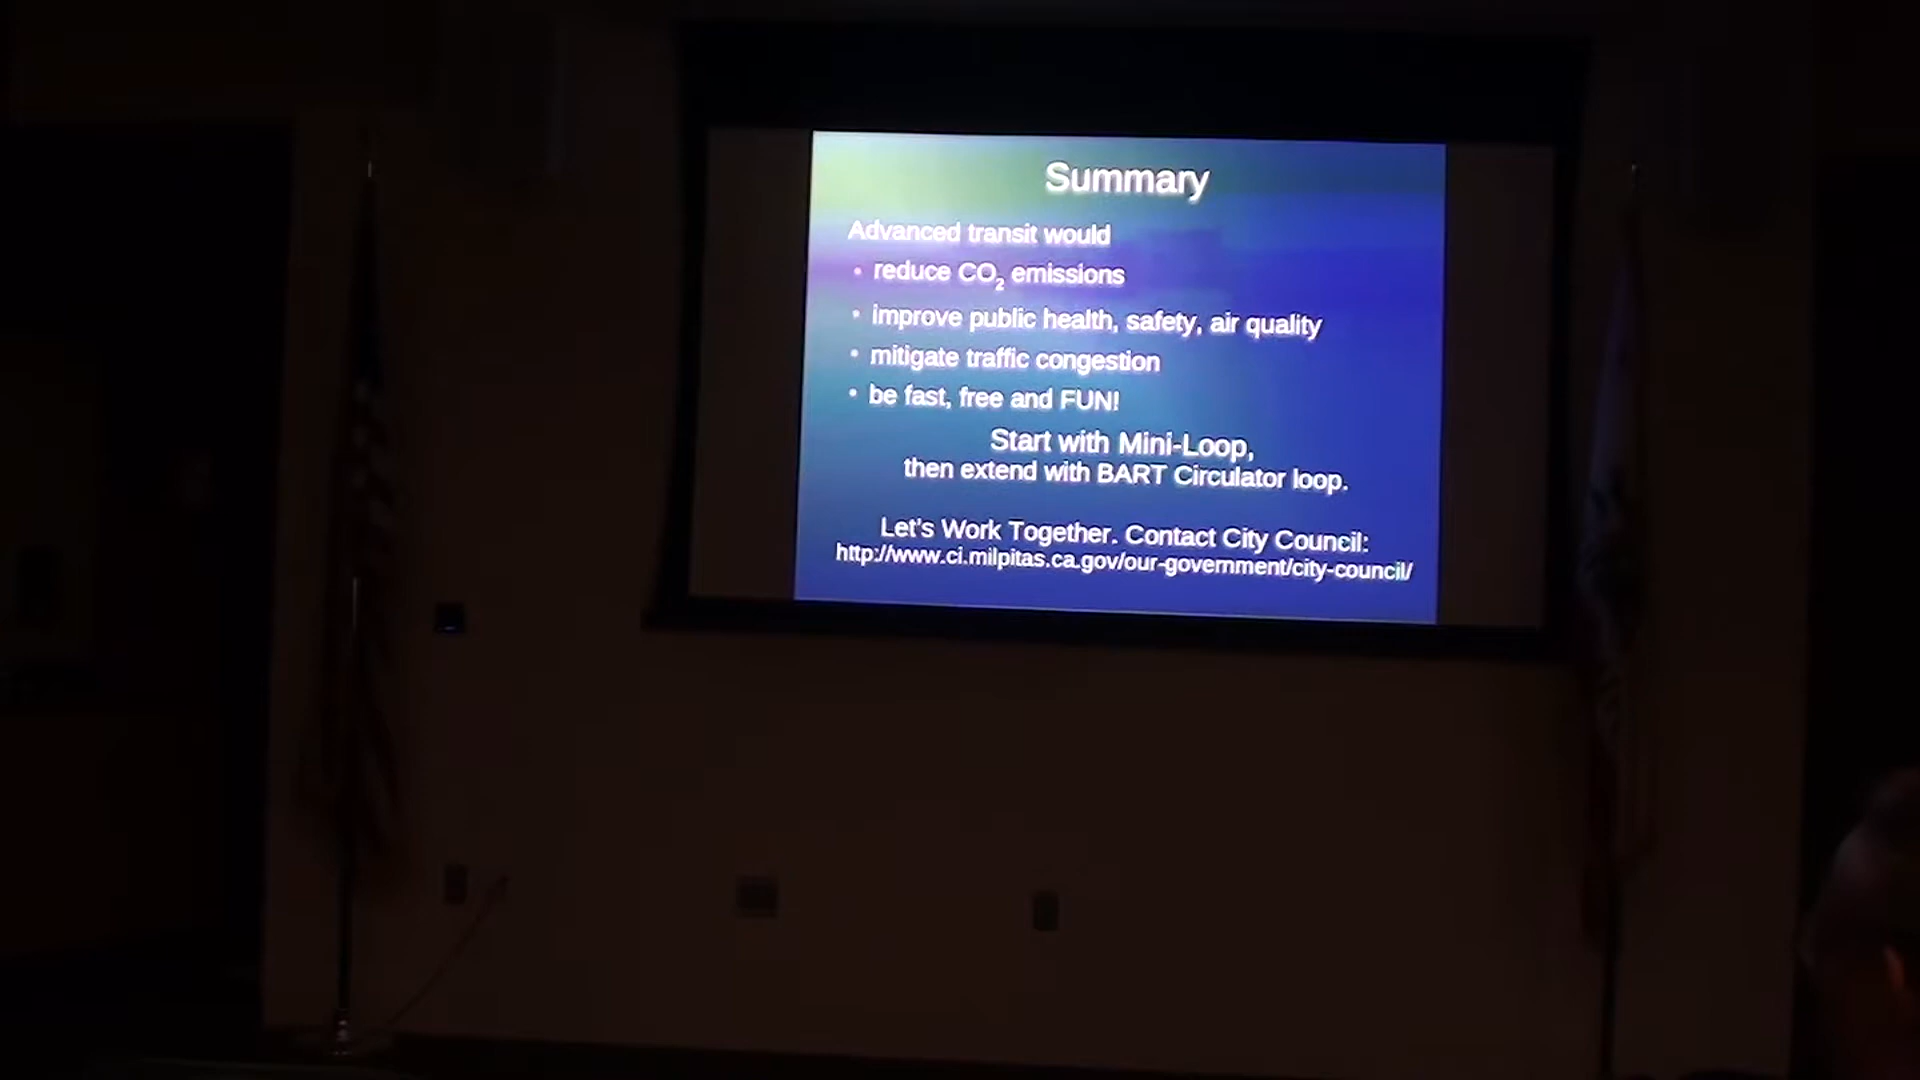 Summary
Advanced transit would
• reduce CO₂ emissions
• improve public health, safety, air quality
• mitigate traffic congestion
• be fast, free and FUN!
Start with Mini-Loop,
then extend with BART Circulator loop.
Let's Work Together. Contact City Council:
http://www.ci.milpitas.ca.gov/our-government/city-council/